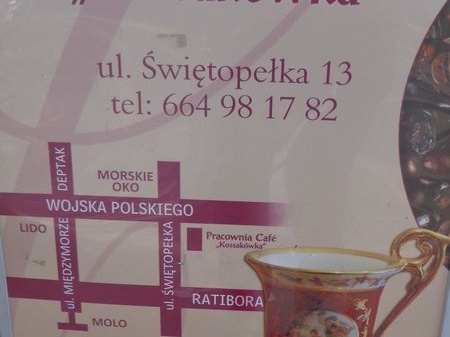 ul. Świętopełka 13
tel: 664 98 17 82
DEPTAK
MORSKIE
OKO
WOJSKA POLSKIEGO
LIDO
ul. MIĘDZYMORZE
ul. ŚWIĘTOPEŁKA
Pracownia Café
„Kossakówka"
RATIBORA
MOLO